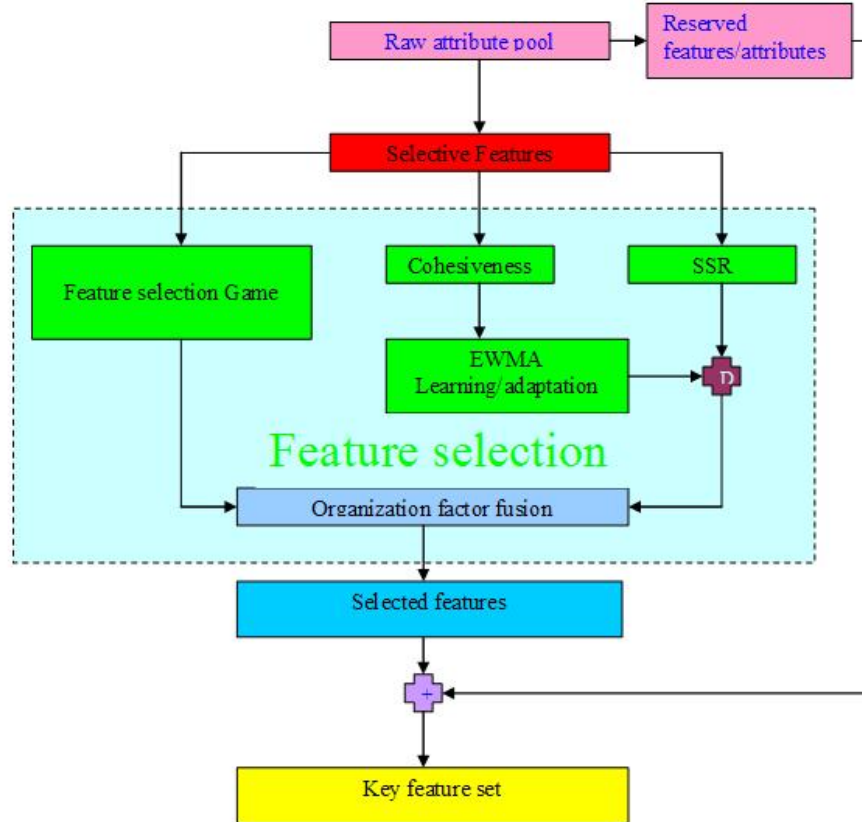 Raw attribute pool
Reserved
features/attributes
Selective Features
Feature selection Game
Cohesiveness
SSR
EWMA
Learning/adaptation
Feature selection
Organization factor fusion
Selected features
+
Key feature set